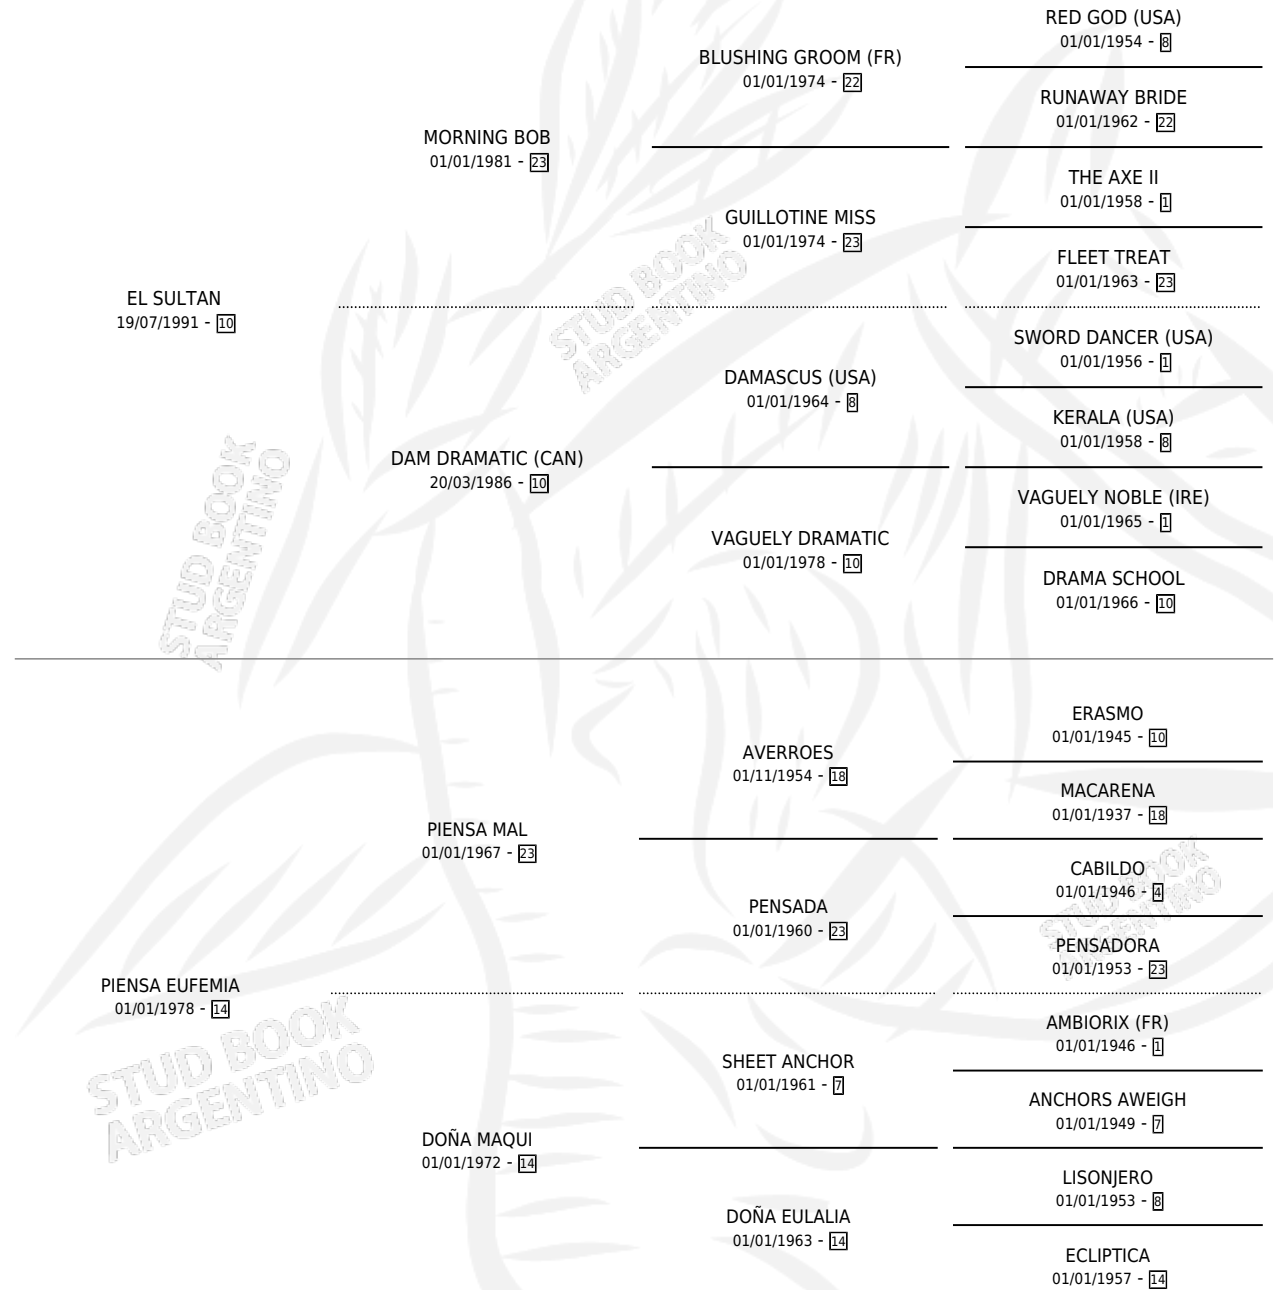 RED GOD (USA)
01/01/1954 - 8
BLUSHING GROOM (FR)
01/01/1974 - 22
RUNAWAY BRIDE
01/01/1962 - 22
MORNING BOB
01/01/1981 - 23
THE AXE II
01/01/1958 - 1
GUILLOTINE MISS
01/01/1974 - 23
FLEET TREAT
01/01/1963 - 23
EL SULTAN
19/07/1991 - 10
STUD BOOK
ARGENTINO
SWORD DANCER (USA)
01/01/1956 - 1
DAMASCUS (USA)
01/01/1964 - 8
KERALA (USA)
01/01/1958 - 8
DAM DRAMATIC (CAN)
20/03/1986 - 10
VAGUELY NOBLE (IRE)
01/01/1965 - 1
VAGUELY DRAMATIC
01/01/1978 - 10
DRAMA SCHOOL
01/01/1966 - 10
STUD BOOK
ARGENTINO
ERASMO
01/01/1945 - 10
AVERROES
01/11/1954 - 18
MACARENA
01/01/1937 - 18
PIENSA MAL
01/01/1967 - 23
CABILDO
01/01/1946 - 4
PENSADA
01/01/1960 - 23
PENSADORA
01/01/1953 - 23
STUD BOOK
ARGENTINO
PIENSA EUFEMIA
01/01/1978 - 14
AMBIORIX (FR)
01/01/1946 - 1
SHEET ANCHOR
01/01/1961 - 7
ANCHORS AWEIGH
01/01/1949 - 7
STUD BOOK
ARGENTINO
DOÑA MAQUI
01/01/1972 - 14
LISONJERO
01/01/1953 - 8
DOÑA EULALIA
01/01/1963 - 14
ECLIPTICA
01/01/1957 - 14